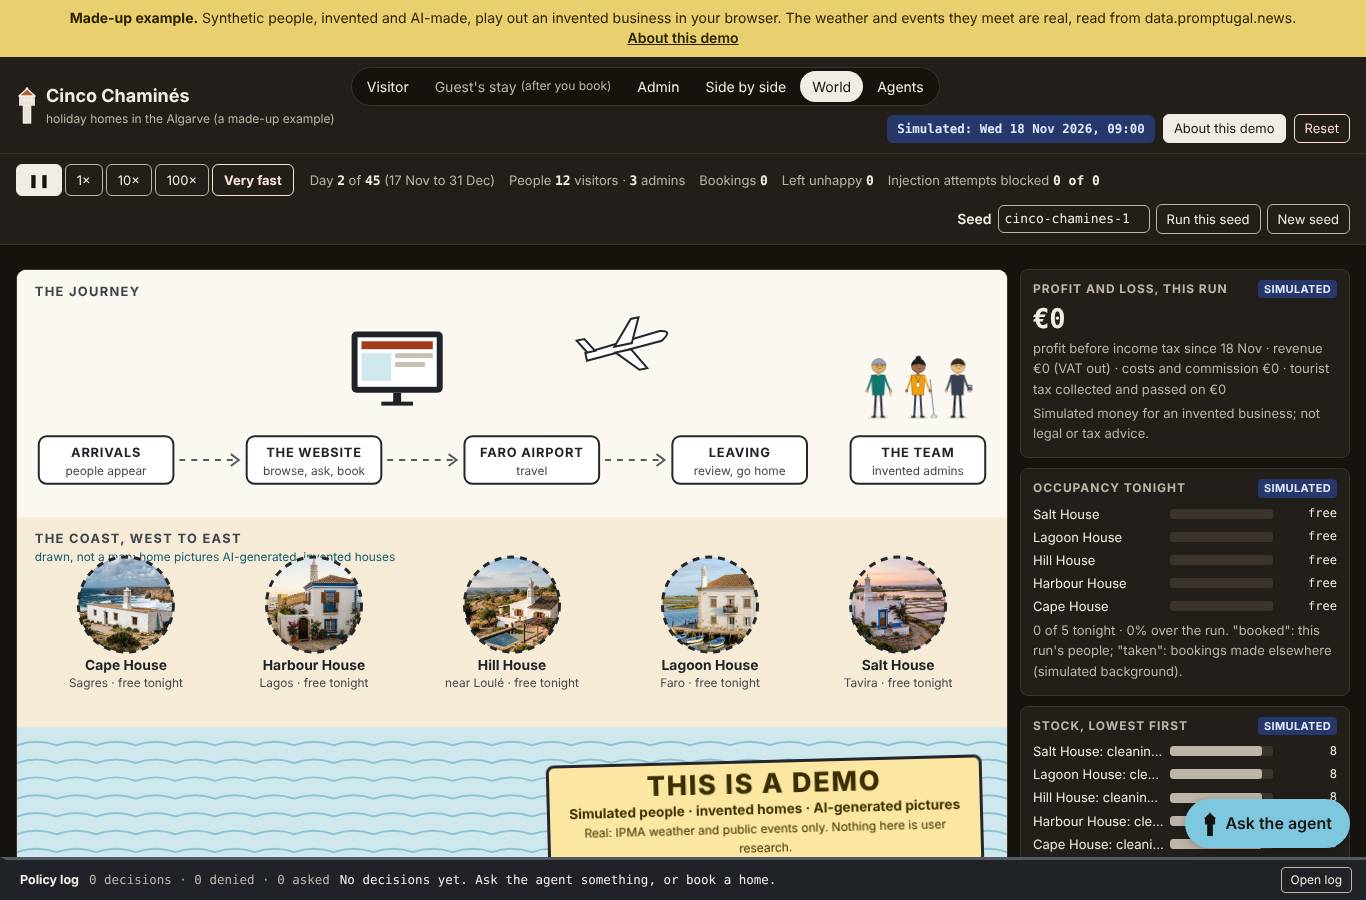 Made-up example. Synthetic people, invented and AI-made, play out an invented business in your browser. The weather and events they meet are real, read from data.promptugal.news.
About this demo
Cinco Chaminés
holiday homes in the Algarve (a made-up example)
Visitor
Guest's stay (after you book)
Admin
Side by side
World
Agents
Simulated: Wed 18 Nov 2026, 09:00
About this demo
Reset
1×
10×
100×
Very fast
Day 2 of 45 (17 Nov to 31 Dec)
People 12 visitors · 3 admins
Bookings 0
Left unhappy 0
Injection attempts blocked 0 of 0
Seed
cinco-chamines-1
Run this seed
New seed
THE JOURNEY
ARRIVALS
people appear
THE WEBSITE
browse, ask, book
FARO AIRPORT
travel
LEAVING
review, go home
THE TEAM
invented admins
THE COAST, WEST TO EAST
drawn, not a map; home pictures AI-generated, invented houses
Cape House
Sagres · free tonight
Harbour House
Lagos · free tonight
Hill House
near Loulé · free tonight
Lagoon House
Faro · free tonight
Salt House
Tavira · free tonight
THIS IS A DEMO
Simulated people · invented homes · AI-generated pictures
Real: IPMA weather and public events only. Nothing here is user
research.
PROFIT AND LOSS, THIS RUN
SIMULATED
€0
profit before income tax since 18 Nov · revenue
€0 (VAT out) · costs and commission €0 · tourist
tax collected and passed on €0
Simulated money for an invented business; not
legal or tax advice.
OCCUPANCY TONIGHT
SIMULATED
Salt House free
Lagoon House free
Hill House free
Harbour House free
Cape House free
0 of 5 tonight · 0% over the run. "booked": this
run's people; "taken": bookings made elsewhere
(simulated background).
STOCK, LOWEST FIRST
SIMULATED
Salt House: cleanin... 8
Lagoon House: cle... 8
Hill House: cleanin... 8
Harbour House: cle...
Cape House: cleani...
Ask the agent
Policy log
0 decisions · 0 denied · 0 asked
No decisions yet. Ask the agent something, or book a home.
Open log